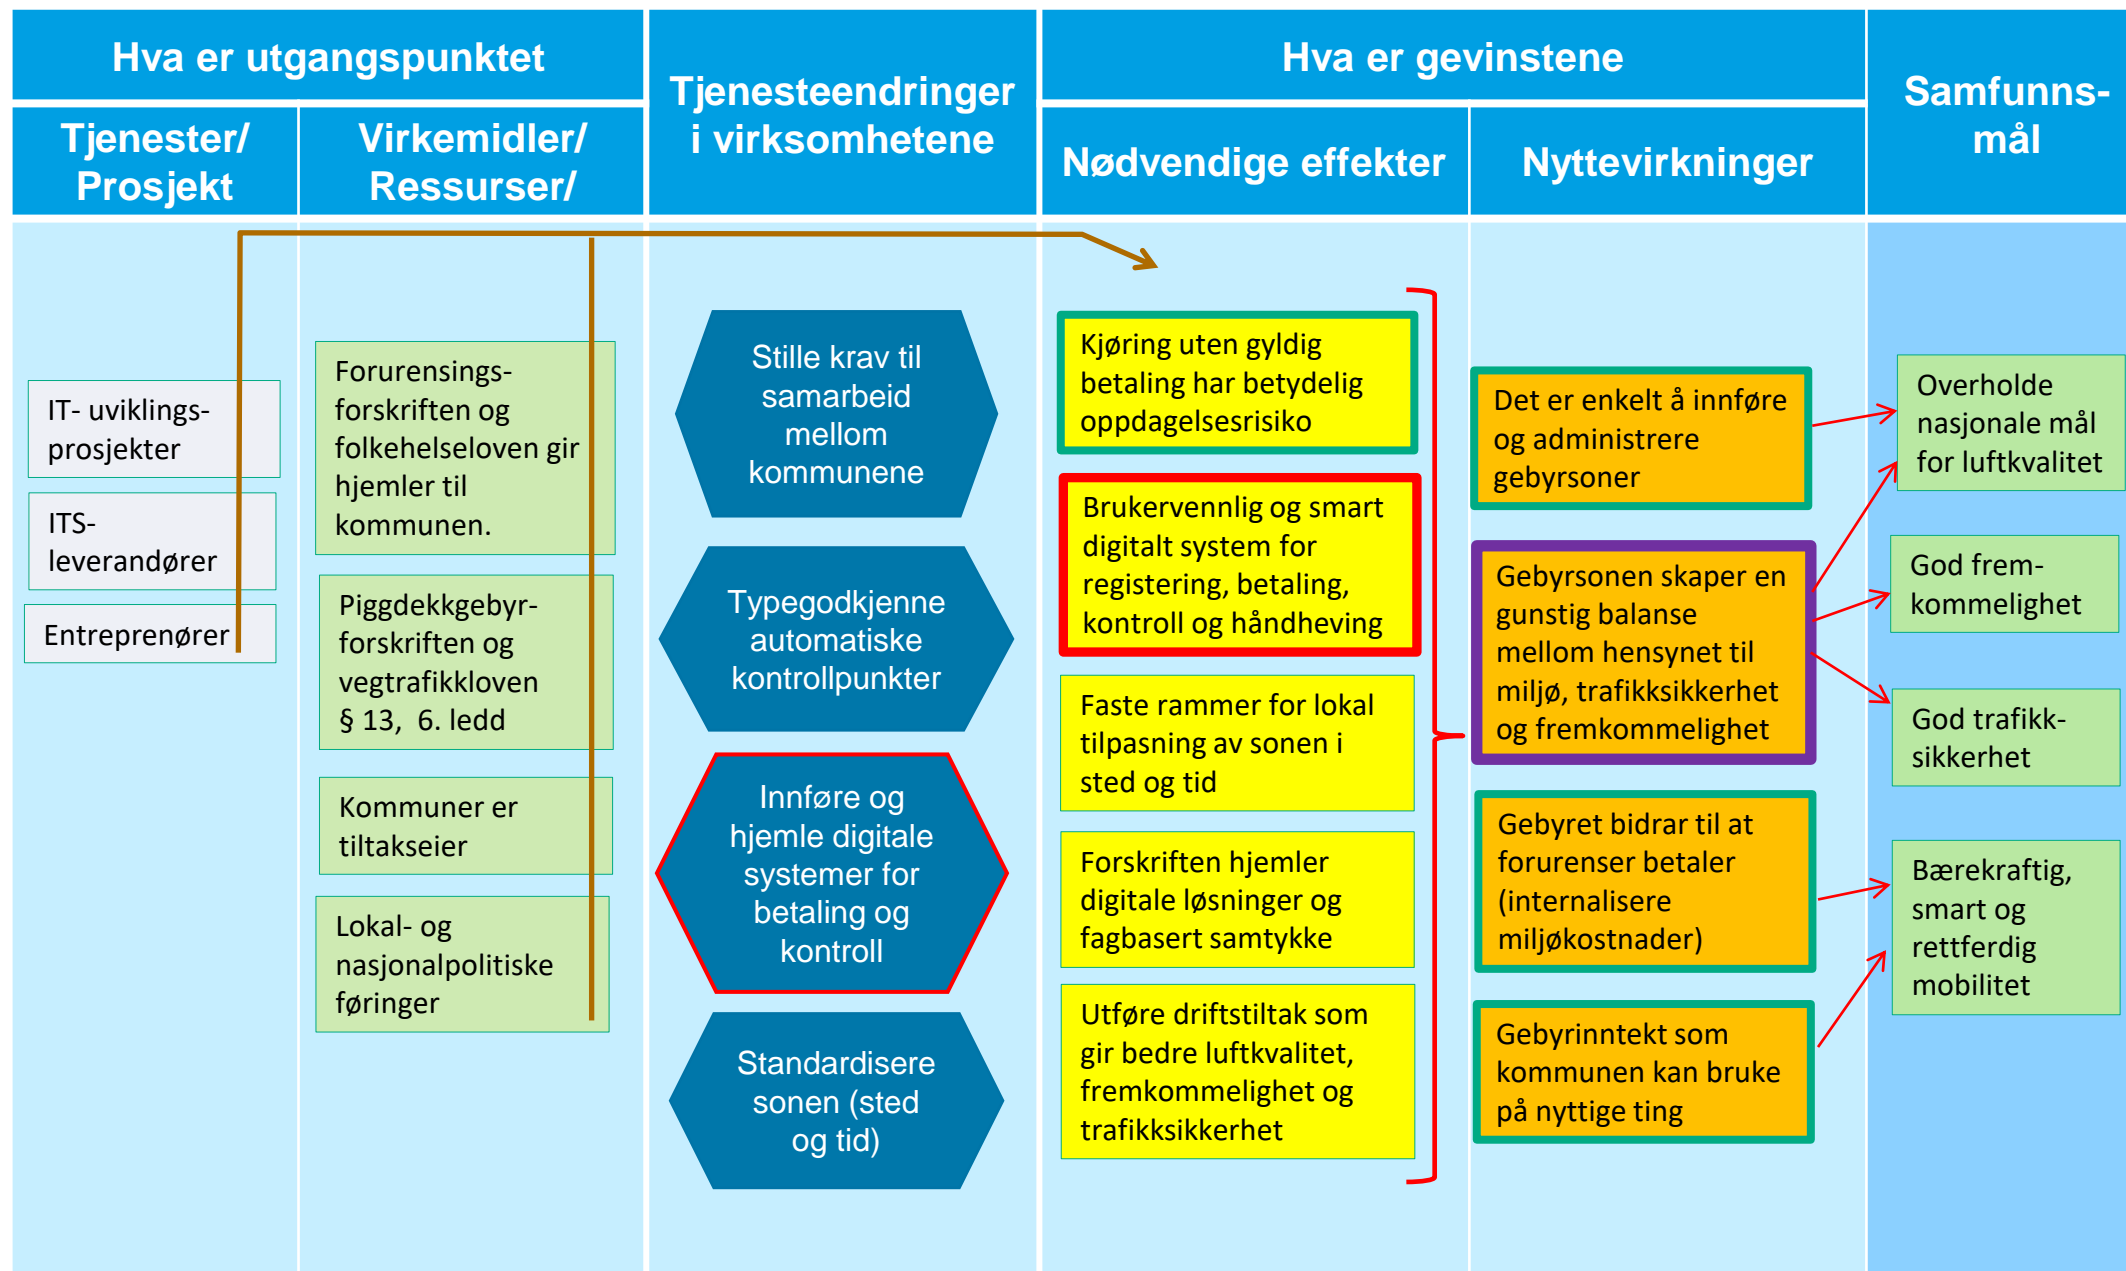 Hva er utgangspunktet
Tjenester/
Prosjekt
Virkemidler/
Ressurser/
Tjenesteendringer
i virksomhetene
Hva er gevinstene
Nødvendige effekter
Nyttevirkninger
Samfunns-
mål
IT- uviklings-
prosjekter
ITS-
leverandører
Entreprenører
Forurensings-
forskriften og
folkehelseloven gir
hjemler til
kommunen.
Piggdekkgebyr-
forskriften og
vegtrafikkloven
§ 13, 6. ledd
Kommuner er
tiltakseier
Lokal- og
nasjonalpolitiske
føringer
Stille krav til
samarbeid
mellom
kommunene
Typegodkjenne
automatiske
kontrollpunkter
Innføre og
hjemle digitale
systemer for
betaling og
kontroll
Standardisere
sonen (sted
og tid)
Kjøring uten gyldig
betaling har betydelig
oppdagelsesrisiko
Brukervennlig og smart
digitalt system for
registering, betaling,
kontroll og håndheving
Faste rammer for lokal
tilpasning av sonen i
sted og tid
Forskriften hjemler
digitale løsninger og
fagbasert samtykke
Utføre driftstiltak som
gir bedre luftkvalitet,
fremkommelighet og
trafikksikkerhet
Det er enkelt å innføre
og administrere
gebyrsoner
Gebyrsonen skaper en
gunstig balanse
mellom hensynet til
miljø, trafikksikkerhet
og fremkommelighet
Gebyret bidrar til at
forurenser betaler
(internalisere
miljøkostnader)
Gebyrinntekt som
kommunen kan bruke
på nyttige ting
Overholde
nasjonale mål
for luftkvalitet
God frem-
kommelighet
God trafikk-
sikkerhet
Bærekraftig,
smart og
rettferdig
mobilitet